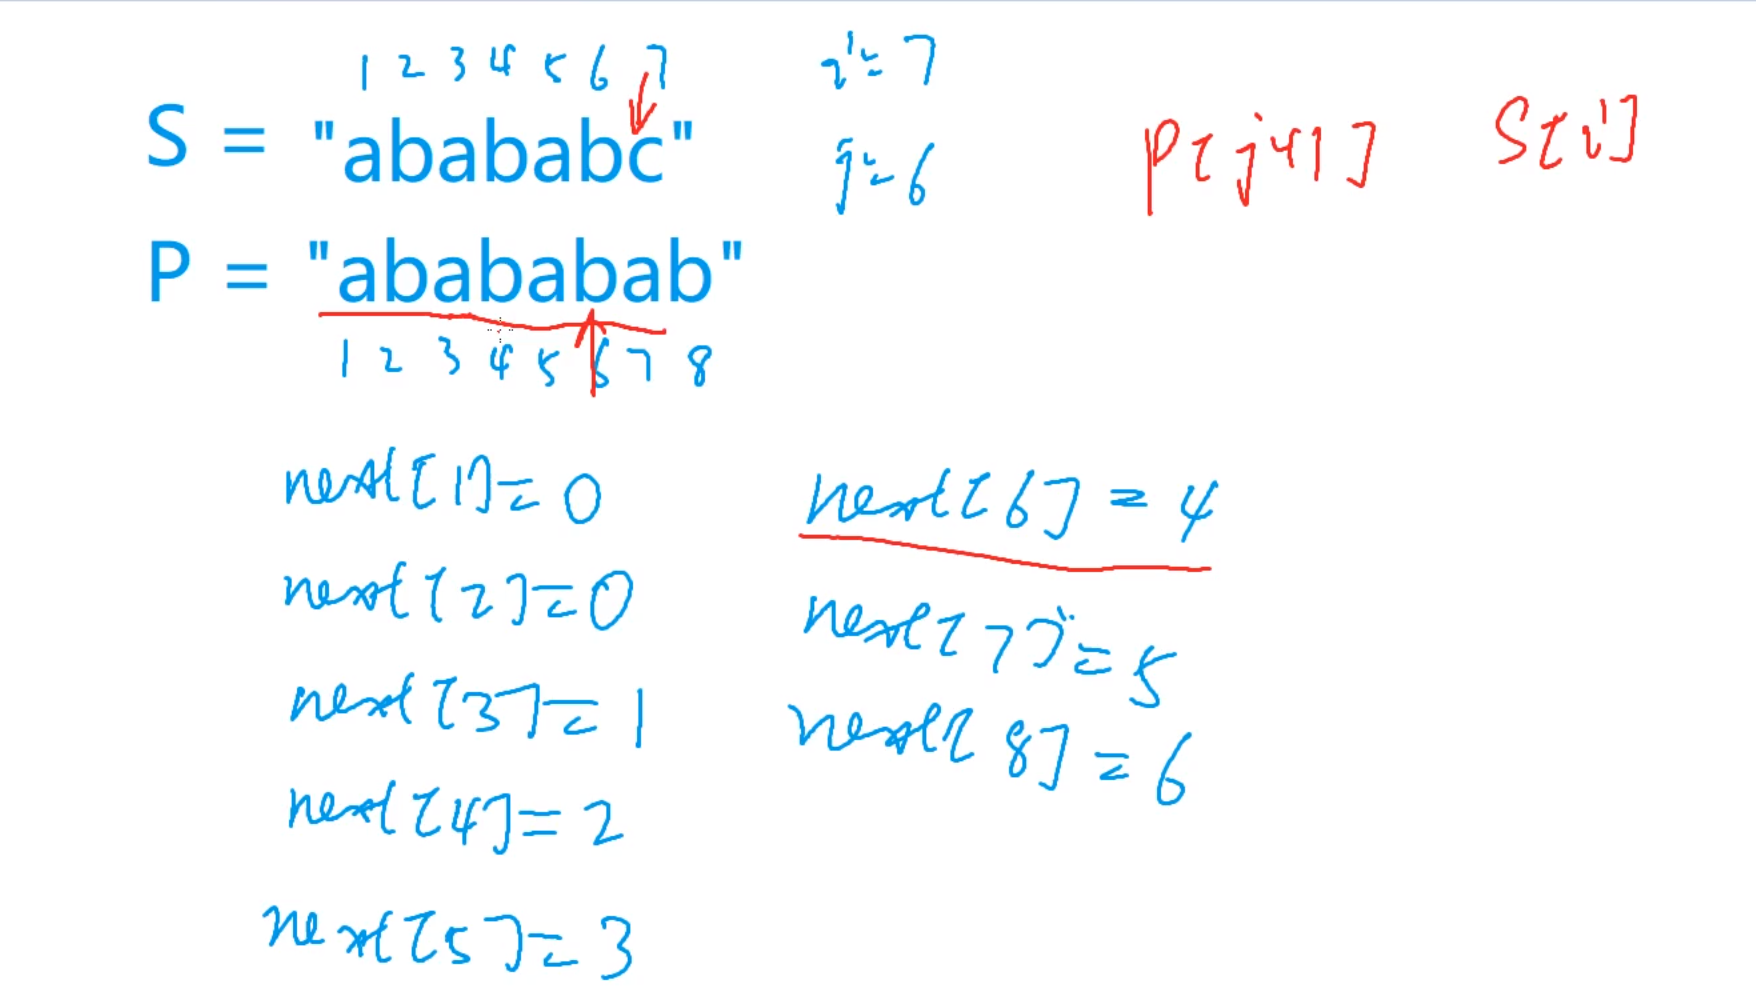 1 2 3 4 5 6 7
S = "abababc"
P = "abababab"
1 2 3 4 5 6 7 8
i=7
j=6
P[j+1] S[i]
next[1]=0
next[2]=0
next[3]=1
next[4]=2
next[5]=3
next[6]=4
next[7]=5
next[8]=6